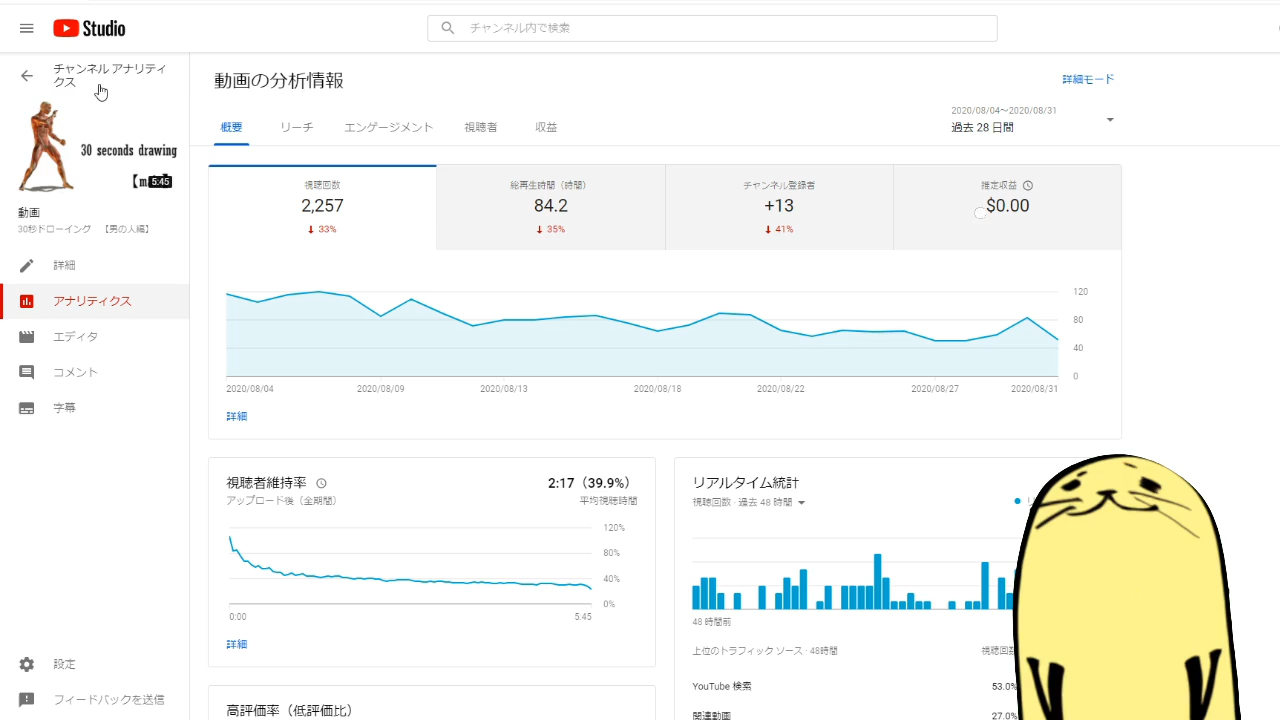 Studio
チャンネル内で検索
チャンネル アナリティ
クス
30 seconds drawing
5:45
動画
30秒ドローイング 【男の人編】
詳細
アナリティクス
エディタ
コメント
字幕
設定
フィードバックを送信
動画の分析情報
詳細モード
概要
リーチ
エンゲージメント
視聴者
収益
2020/08/04～2020/08/31
過去 28 日間
視聴回数
2,257
33%
総再生時間（時間）
84.2
35%
チャンネル登録者
+13
41%
推定収益
$0.00
120
80
40
0
2020/08/04
2020/08/09
2020/08/13
2020/08/18
2020/08/22
2020/08/27
2020/08/31
詳細
視聴者維持率
アップロード後（全期間）
2:17（39.9%）
平均視聴時間
120%
80%
40%
0%
0:00
5:45
詳細
高評価率（低評価比）
リアルタイム統計
視聴回数 · 過去 48 時間
48 時間前
上位のトラフィック ソース · 48時間
視聴回数
YouTube 検索
53.0%
関連動画
27.0%